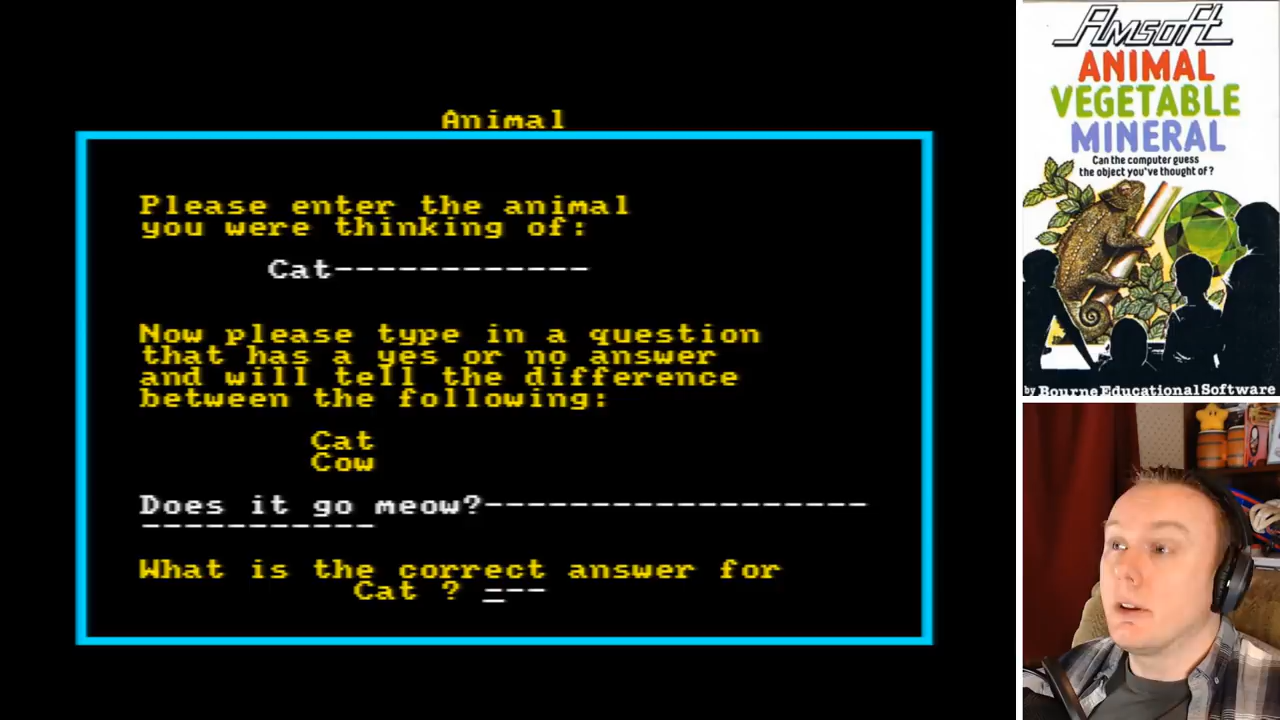 Animal
Please enter the animal
you were thinking of:
Cat------------
Now please type in a question
that has a yes or no answer
and will tell the difference
between the following:
Cat
Cow
Does it go meow?------------------
-----------
What is the correct answer for
Cat ? _--
Amsoft
ANIMAL
VEGETABLE
MINERAL
Can the computer guess
the object you've thought of?
by Bourne Educational Software